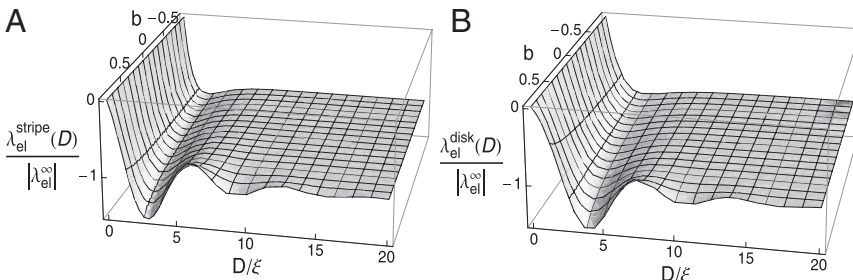 A
b
-0.5
0
0.5
0
-1
λ_el^stripe(D)
|λ_el^∞|
0 5 10 15 20
D/ξ
B
b
-0.5
0
0.5
0
-1
λ_el^disk(D)
|λ_el^∞|
0 5 10 15 20
D/ξ